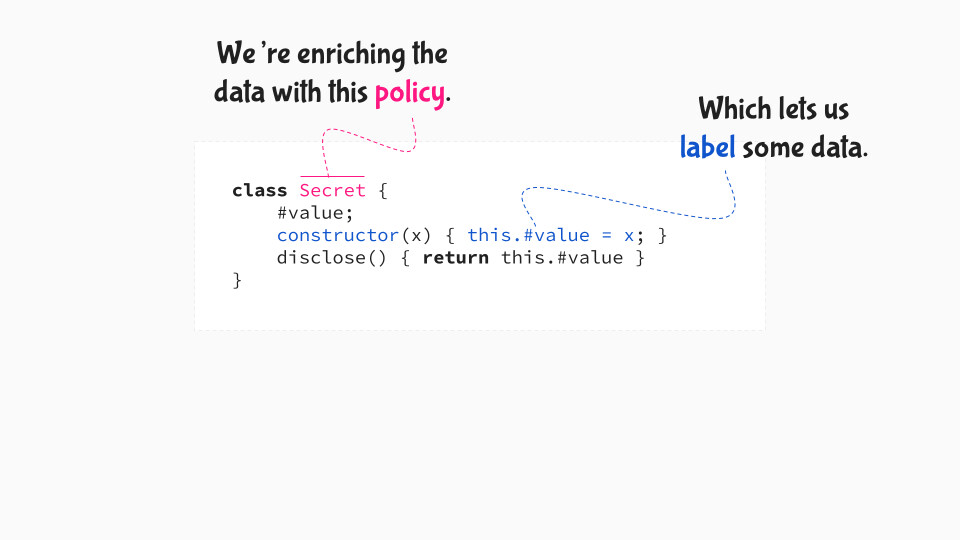 We're enriching the
data with this policy.
Which lets us
label some data.
class Secret {
    #value;
    constructor(x) { this.#value = x; }
    disclose() { return this.#value }
}